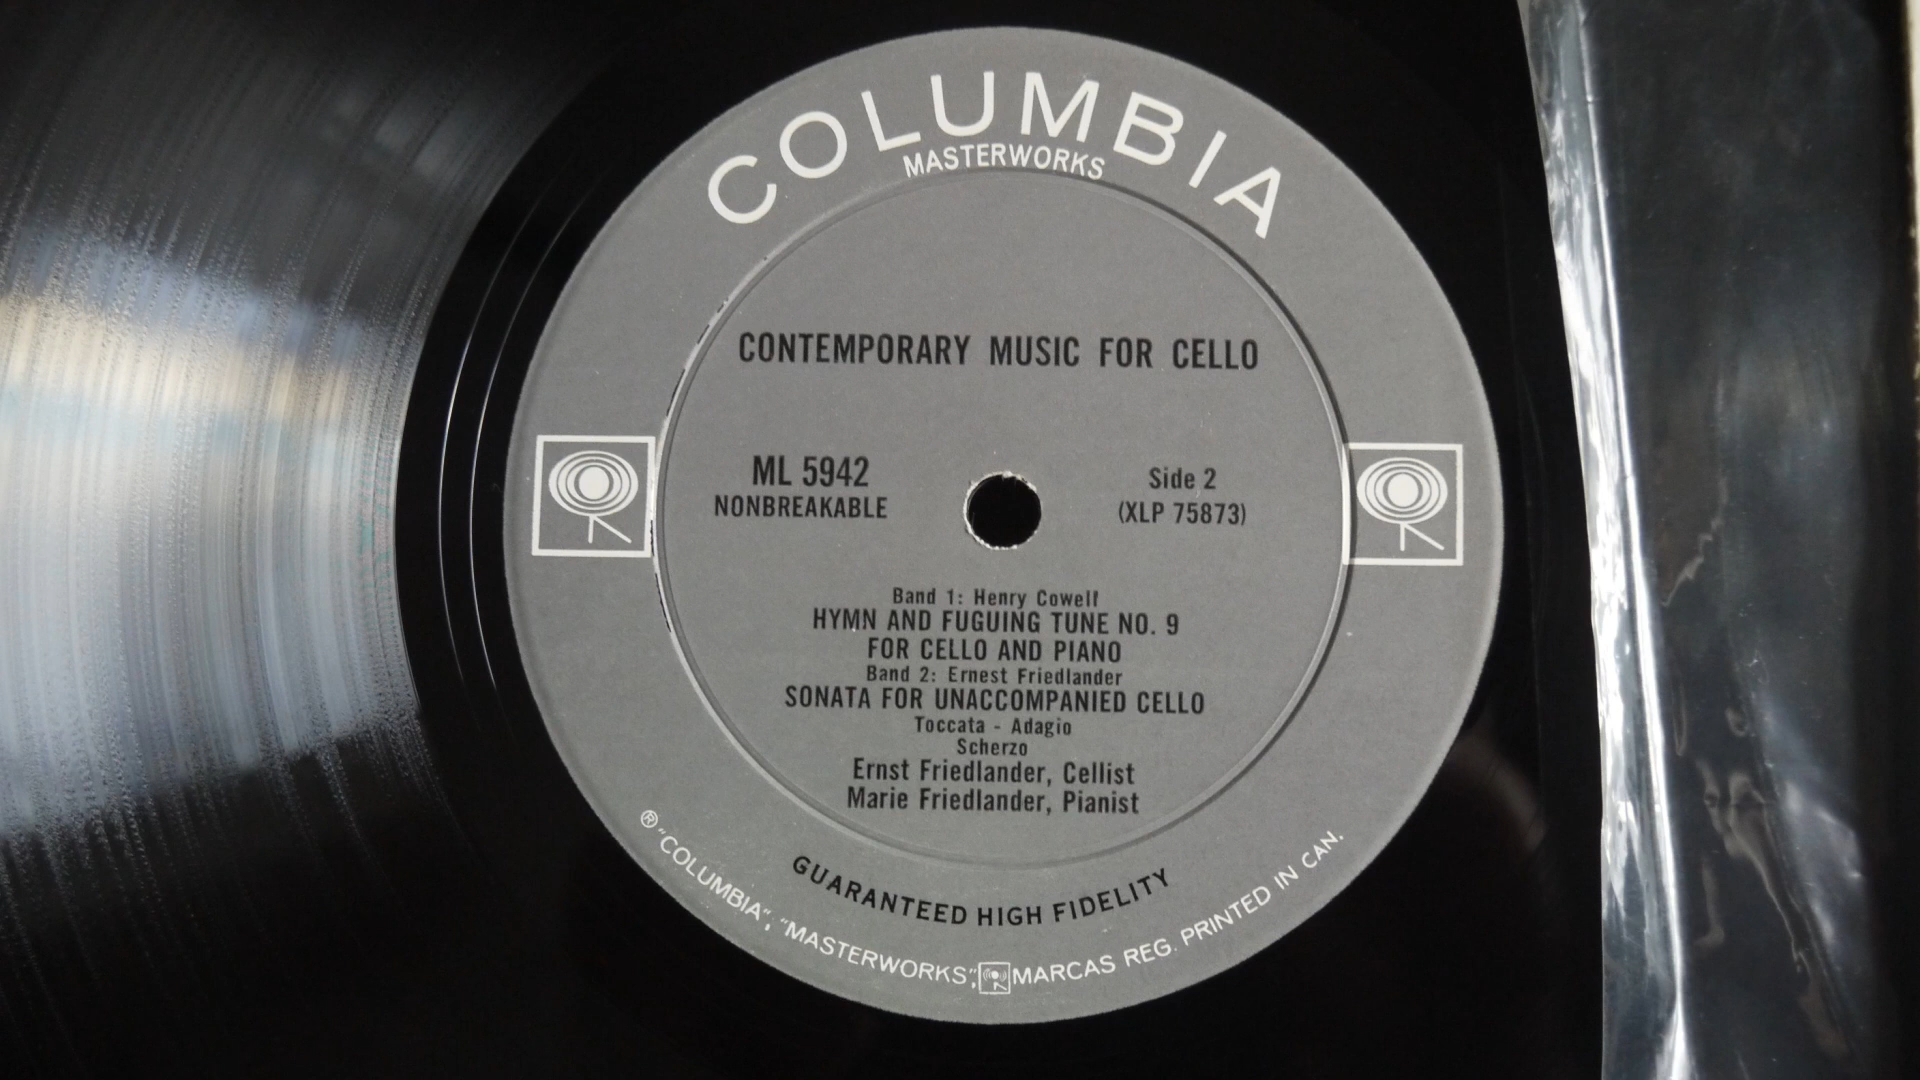 COLUMBIA
MASTERWORKS
CONTEMPORARY MUSIC FOR CELLO
ML 5942
NONBREAKABLE
Side 2
(XLP 75873)
Band 1: Henry Cowell
HYMN AND FUGUING TUNE NO. 9
FOR CELLO AND PIANO
Band 2: Ernest Friedlander
SONATA FOR UNACCOMPANIED CELLO
Toccata - Adagio
Scherzo
Ernst Friedlander, Cellist
Marie Friedlander, Pianist
GUARANTEED HIGH FIDELITY
Ⓡ "COLUMBIA", "MASTERWORKS", MARCAS REG. PRINTED IN CAN.